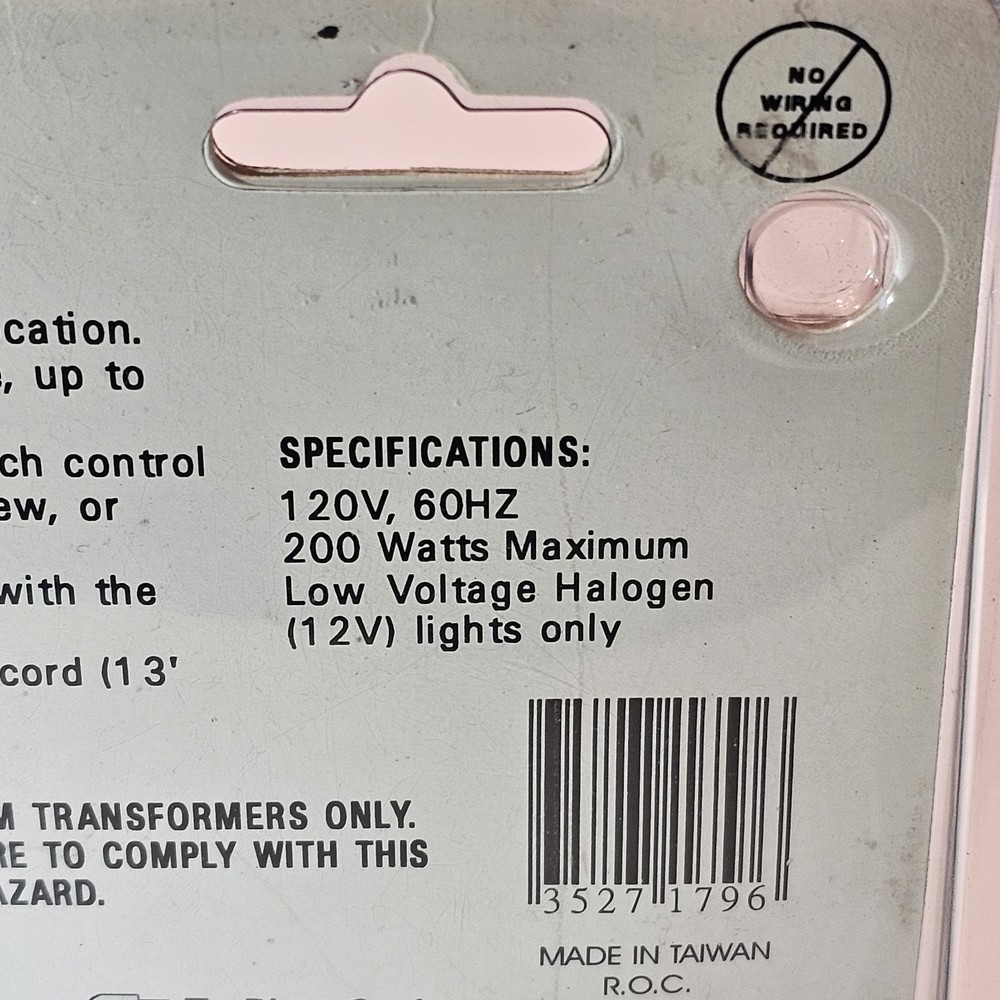 NO
WIRING
REQUIRED
cation.
, up to
ch control
ew, or
with the
cord (13'
SPECIFICATIONS:
120V, 60HZ
200 Watts Maximum
Low Voltage Halogen
(12V) lights only
M TRANSFORMERS ONLY.
RE TO COMPLY WITH THIS
AZARD.
3527 1796
MADE IN TAIWAN
R.O.C.